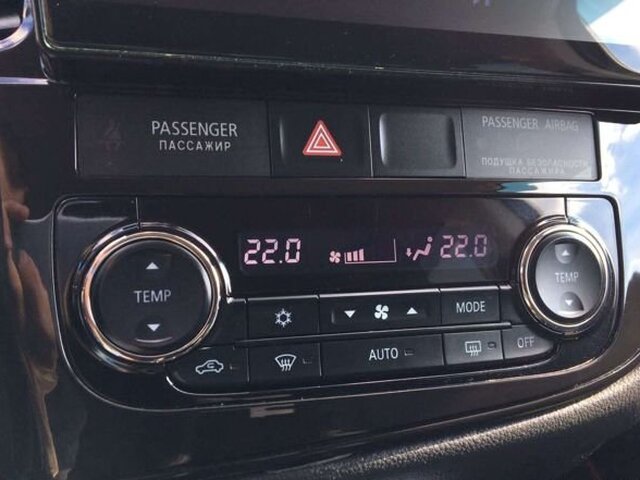 PASSENGER
ПАССАЖИР
PASSENGER AIRBAG
ПОДУШКА БЕЗОПАСНОСТИ
ПАССАЖИРА
22.0
22.0
TEMP
TEMP
MODE
AUTO
OFF